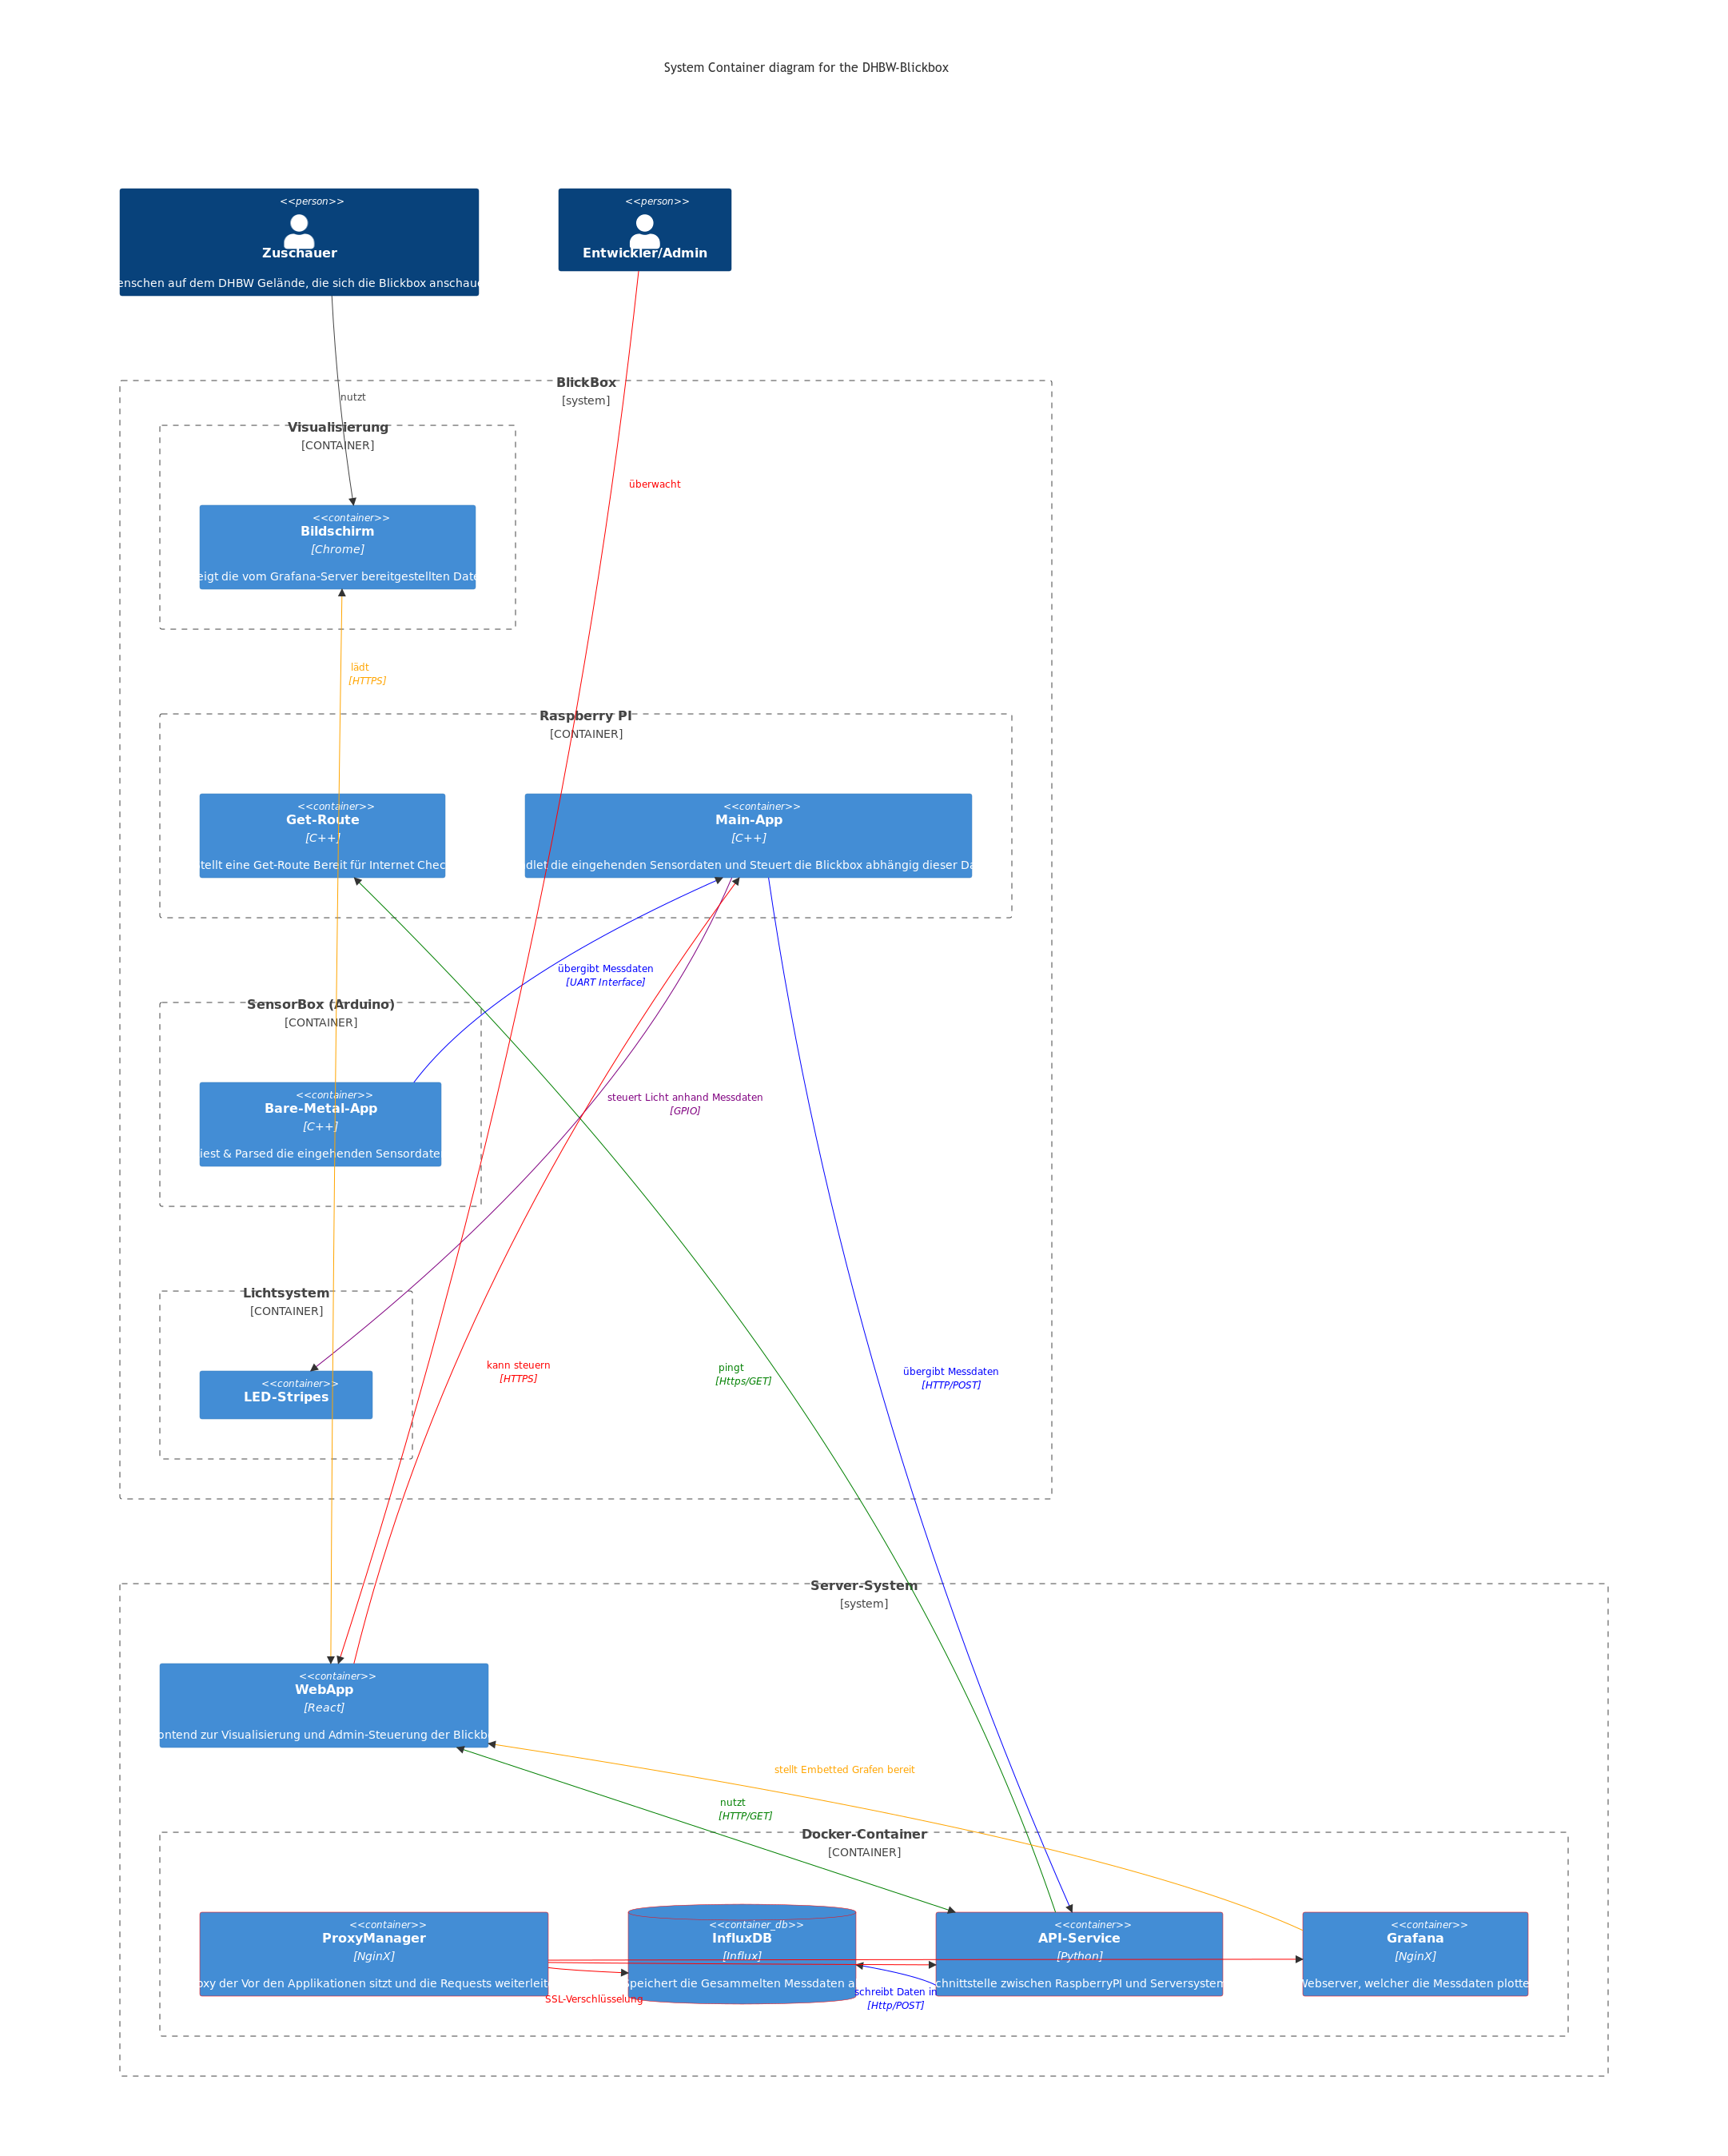 System Container diagram for the DHBW-Blickbox
<<person>>
Zuschauer
enschen auf dem DHBW Gelände, die sich die Blickbox anschaue
<<person>>
Entwickler/Admin
BlickBox
[system]
nutzt
Visualisierung
[CONTAINER]
überwacht
<<container>>
Bildschirm
[Chrome]
eigt die vom Grafana-Server bereitgestellten Date
lädt
[HTTPS]
Raspberry PI
[CONTAINER]
<<container>>
Get-Route
[C++]
stellt eine Get-Route Bereit für Internet Chec
<<container>>
Main-App
[C++]
dlet die eingehenden Sensordaten und Steuert die Blickbox abhängig dieser Da
übergibt Messdaten
[UART Interface]
SensorBox (Arduino)
[CONTAINER]
<<container>>
Bare-Metal-App
[C++]
iest & Parsed die eingehenden Sensordate
steuert Licht anhand Messdaten
[GPIO]
Lichtsystem
[CONTAINER]
<<container>>
LED-Stripes
kann steuern
[HTTPS]
pingt
[Https/GET]
übergibt Messdaten
[HTTP/POST]
Server-System
[system]
<<container>>
WebApp
[React]
ontend zur Visualisierung und Admin-Steuerung der Blickb
stellt Embetted Grafen bereit
nutzt
[HTTP/GET]
Docker-Container
[CONTAINER]
<<container>>
ProxyManager
[NginX]
oxy der Vor den Applikationen sitzt und die Requests weiterleite
<<container_db>>
InfluxDB
[Influx]
speichert die Gesammelten Messdaten a
<<container>>
API-Service
[Python]
chnittstelle zwischen RaspberryPI und Serversystem
<<container>>
Grafana
[NginX]
Webserver, welcher die Messdaten plotte
SSL-Verschlüsselung
schreibt Daten in
[Http/POST]